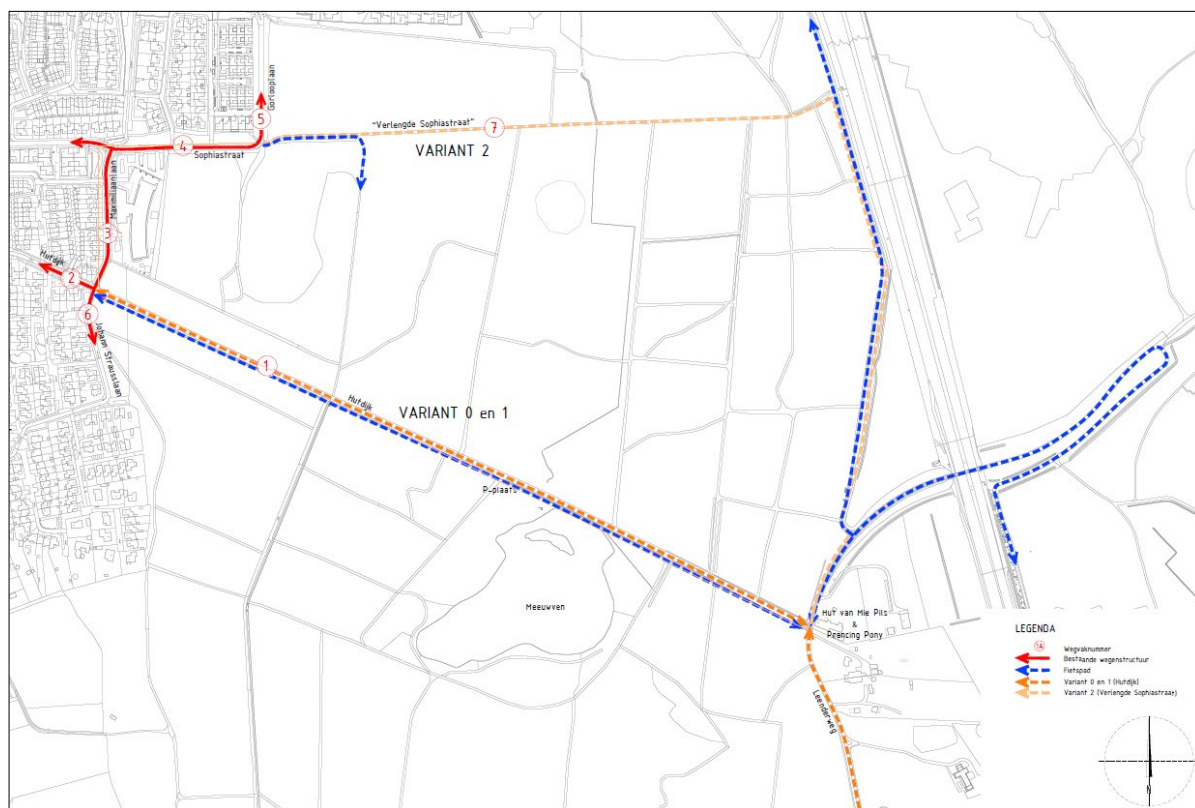 Gorlooplaan
5
"Verlengde Sophiastraat"
7
4
Sophiastraat
VARIANT 2
Maximiliaanlaan
3
Hutdijk
2
6
Johann Strausslaan
1
Hutdijk
VARIANT 0 en 1
P-plaats
Meeuwven
Hut van Mie Pils
&
Prancing Pony
Leenderweg
LEGENDA
1A Wegvaknummer
Bestaande wegenstructuur
Fietspad
Variant 0 en 1 (Hutdijk)
Variant 2 (Verlengde Sophiastraat)
N